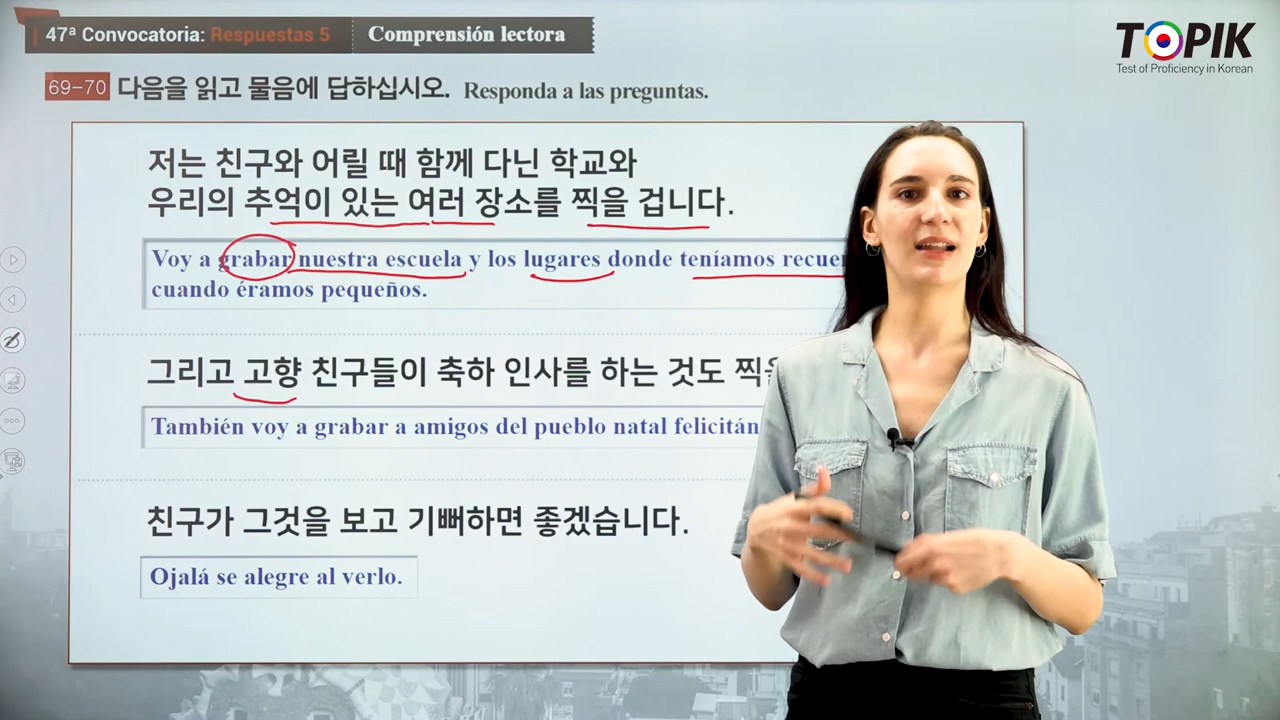 47ª Convocatoria: Respuestas 5
Comprensión lectora
TOPIK
Test of Proficiency in Korean
69-70 다음을 읽고 물음에 답하십시오. Responda a las preguntas.
저는 친구와 어릴 때 함께 다닌 학교와
우리의 추억이 있는 여러 장소를 찍을 겁니다.
Voy a grabar nuestra escuela y los lugares donde teníamos
cuando éramos pequeños.
그리고 고향 친구들이 축하 인사를 하는 것도
También voy a grabar a amigos del pueblo natal
친구가 그것을 보고 기뻐하면 좋겠습니다.
Ojalá se alegre al verlo.